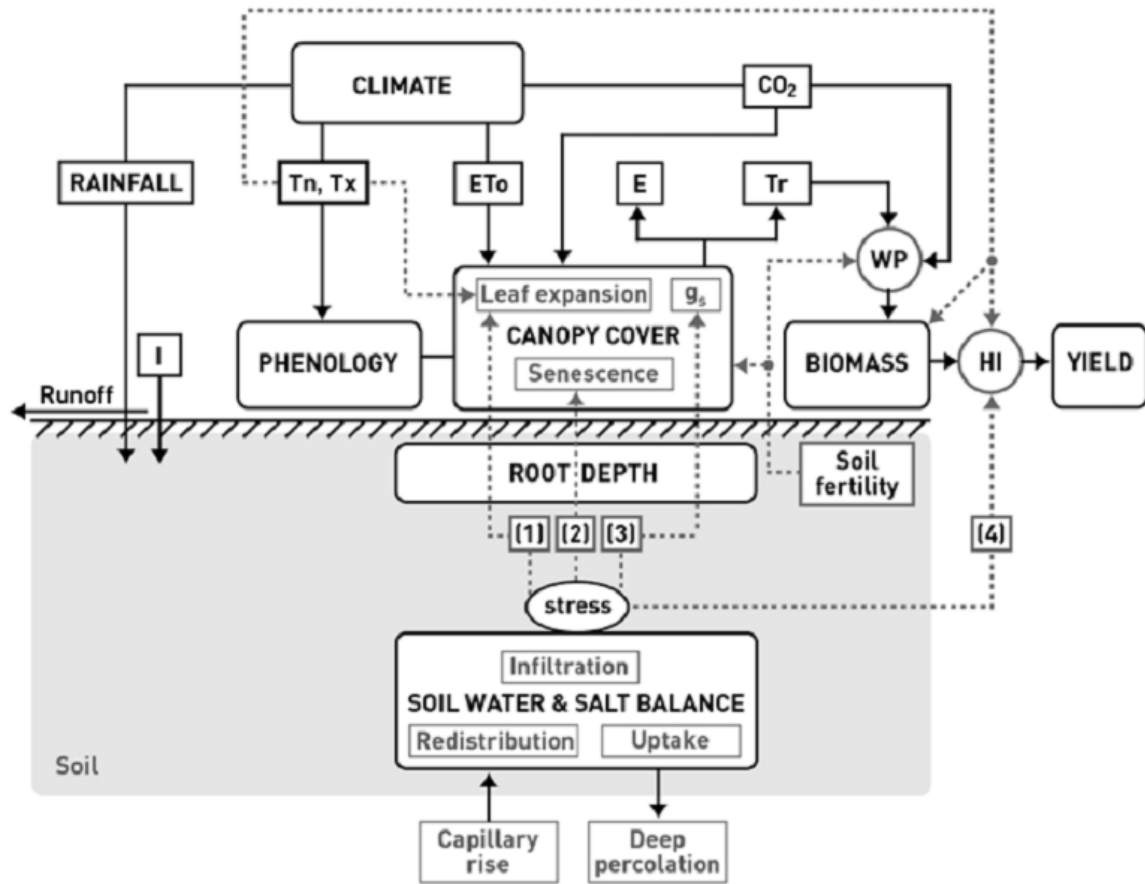 CLIMATE
CO₂
RAINFALL
Tn, Tx
ETo
E
Tr
WP
Leaf expansion
gₛ
CANOPY COVER
Senescence
PHENOLOGY
I
BIOMASS
HI
YIELD
Runoff
ROOT DEPTH
Soil
fertility
(1)
(2)
(3)
(4)
stress
Infiltration
SOIL WATER & SALT BALANCE
Redistribution
Uptake
Soil
Capillary
rise
Deep
percolation